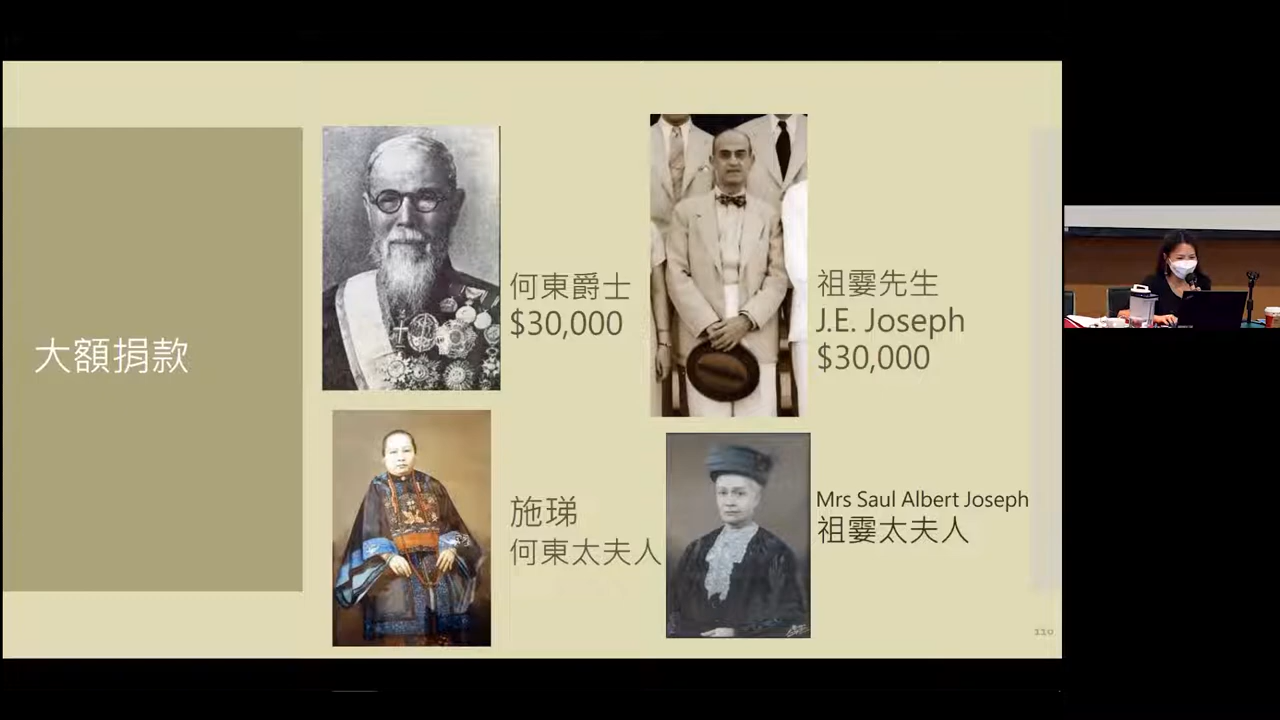 大額捐款
何東爵士
$30,000
祖霎先生
J.E. Joseph
$30,000
施瑅
何東太夫人
Mrs Saul Albert Joseph
祖霎太夫人
110